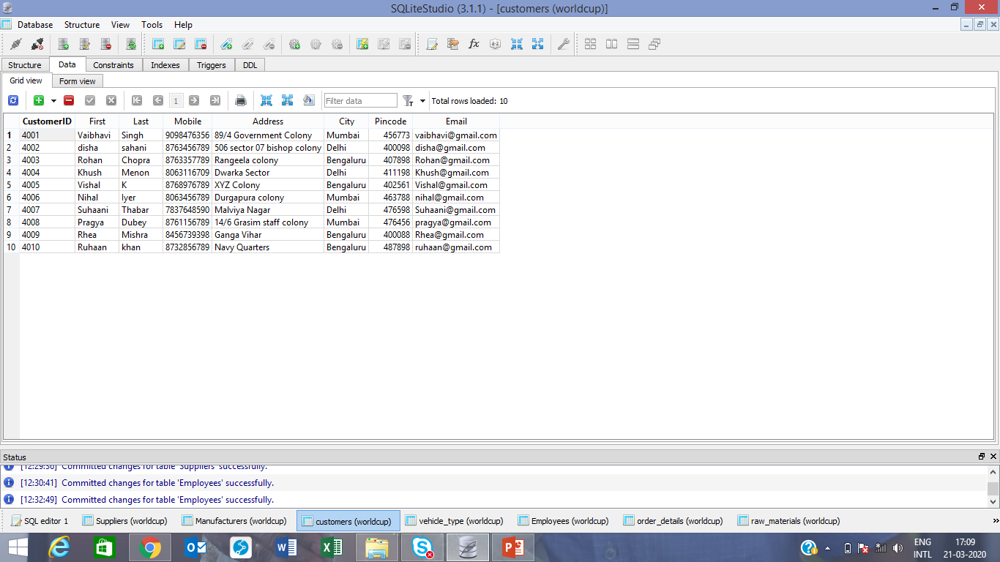 SQLiteStudio (3.1.1) - [customers (worldcup)]
Database Structure View Tools Help
Structure Data Constraints Indexes Triggers DDL
Grid view Form view
1 Filter data Total rows loaded: 10
CustomerID First Last Mobile Address City Pincode Email
1 4001 Vaibhavi Singh 9098476356 89/4 Government Colony Mumbai 456773 vaibhavi@gmail.com
2 4002 disha sahani 8763456789 506 sector 07 bishop colony Delhi 400098 disha@gmail.com
3 4003 Rohan Chopra 8763357789 Rangeela colony Bengaluru 407898 Rohan@gmail.com
4 4004 Khush Menon 8063116709 Dwarka Sector Delhi 411198 Khush@gmail.com
5 4005 Vishal K 8768976789 XYZ Colony Bengaluru 402561 Vishal@gmail.com
6 4006 Nihal Iyer 8063456789 Durgapura colony Mumbai 463788 nihal@gmail.com
7 4007 Suhaani Thabar 7837648590 Malviya Nagar Delhi 476598 Suhaani@gmail.com
8 4008 Pragya Dubey 8761156789 14/6 Grasim staff colony Mumbai 476456 pragya@gmail.com
9 4009 Rhea Mishra 8456739398 Ganga Vihar Bengaluru 400088 Rhea@gmail.com
10 4010 Ruhaan khan 8732856789 Navy Quarters Bengaluru 487898 ruhaan@gmail.com
Status
[12:29:36] Committed changes for table 'Suppliers' successfully.
[12:30:41] Committed changes for table 'Employees' successfully.
[12:32:49] Committed changes for table 'Employees' successfully.
SQL editor 1 Suppliers (worldcup) Manufacturers (worldcup) customers (worldcup) vehicle_type (worldcup) Employees (worldcup) order_details (worldcup) raw_materials (worldcup)
ENG 17:09
INTL 21-03-2020